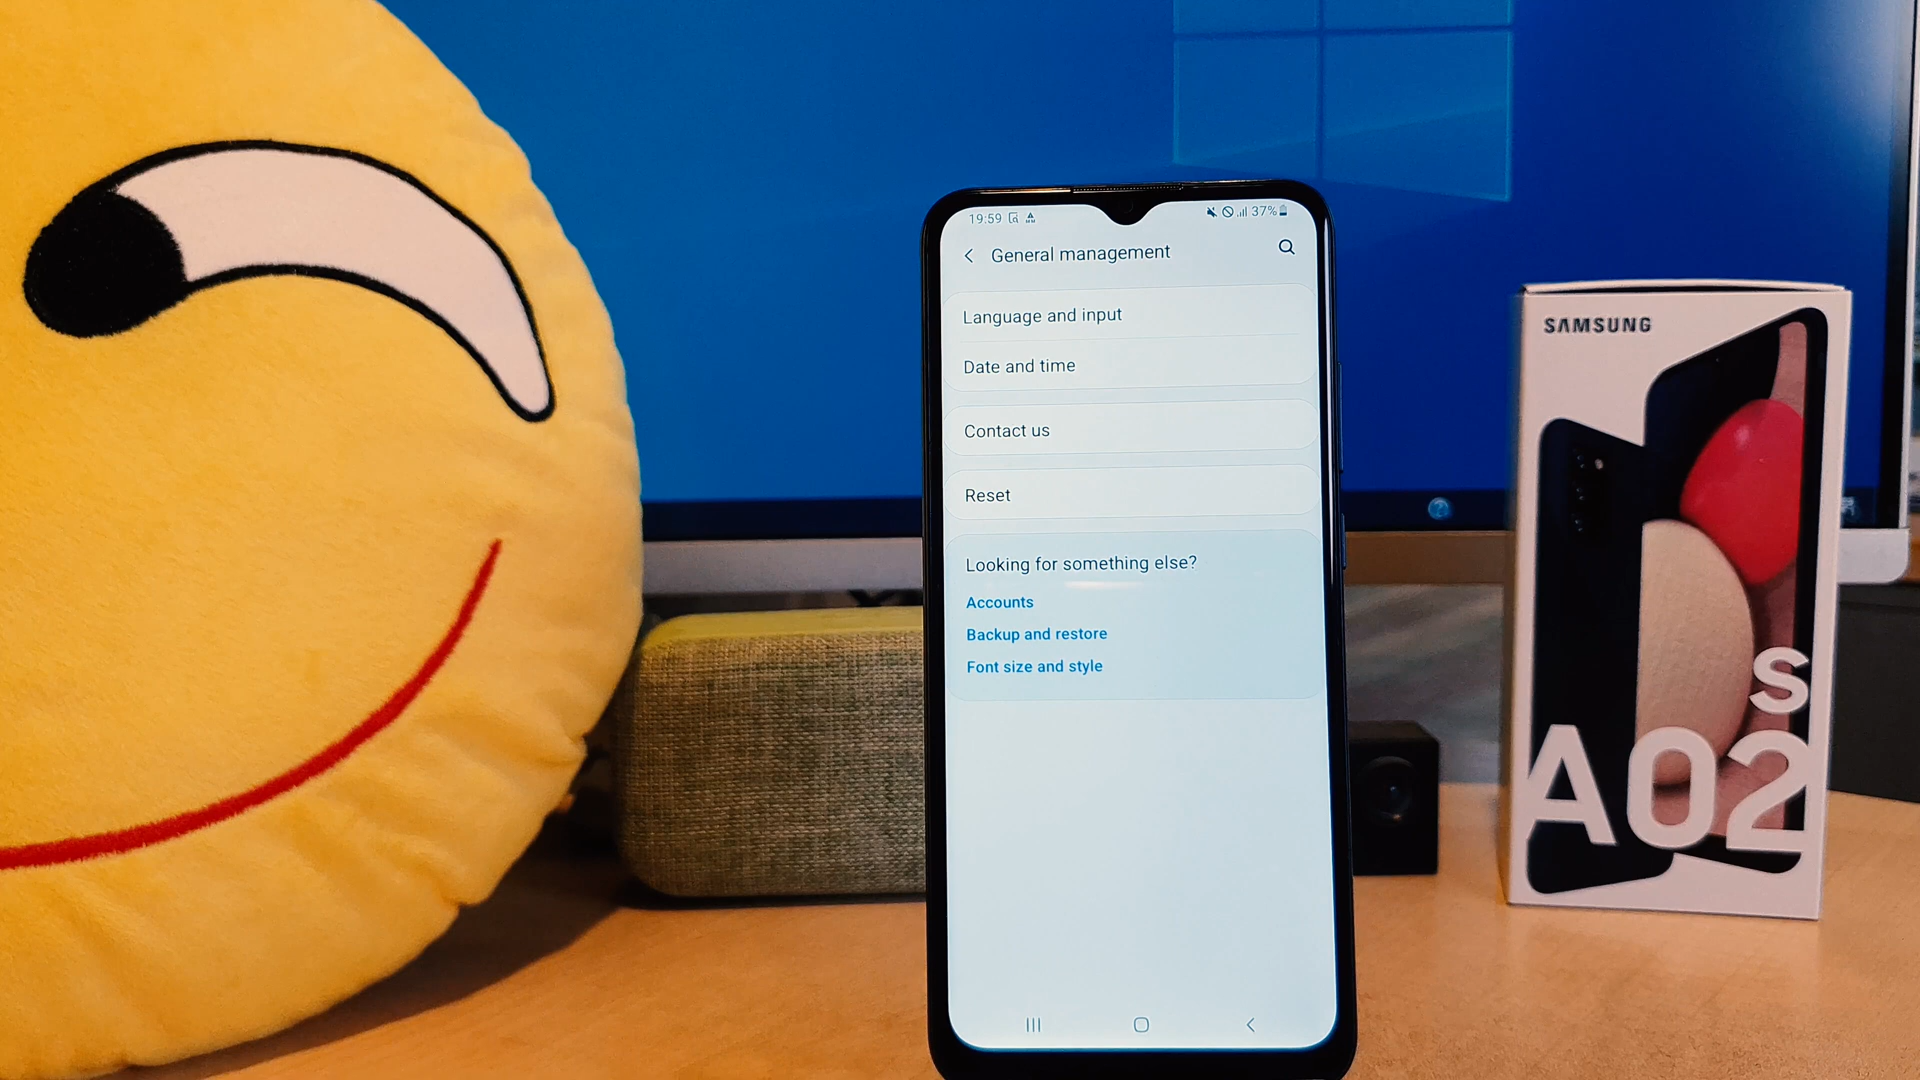 19:59
37%
General management
Language and input
Date and time
Contact us
Reset
Looking for something else?
Accounts
Backup and restore
Font size and style
SAMSUNG
A02s